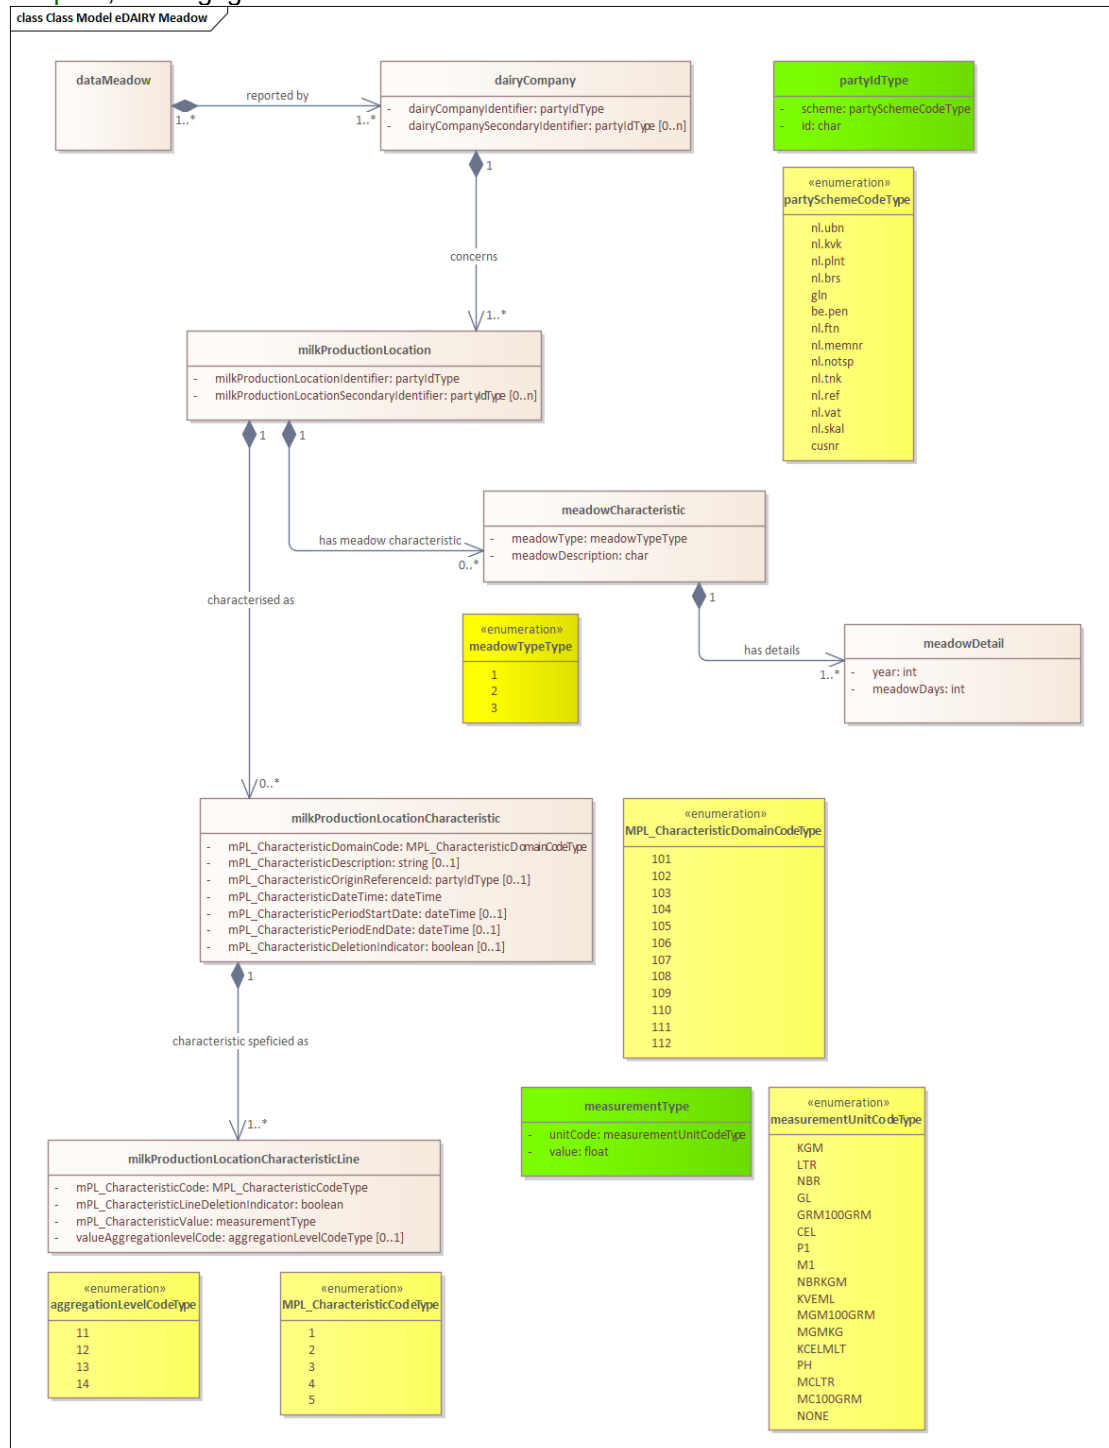 class Class Model eDAIRY Meadow
dataMeadow
reported by
1..*
1..*
dairyCompany
- dairyCompanyIdentifier: partyIdType
- dairyCompanySecondaryIdentifier: partyIdType [0..n]
partyIdType
- scheme: partySchemeCodeType
- id: char
«enumeration»
partySchemeCodeType
nl.ubn
nl.kvk
nl.plnt
nl.brs
gln
be.pen
nl.ftn
nl.memnr
nl.notsp
nl.tnk
nl.ref
nl.vat
nl.skal
cusnr
1
concerns
1..*
milkProductionLocation
- milkProductionLocationIdentifier: partyIdType
- milkProductionLocationSecondaryIdentifier: partyIdType [0..n]
1
1
has meadow characteristic
0..*
meadowCharacteristic
- meadowType: meadowTypeType
- meadowDescription: char
1
has details
1..*
meadowDetail
- year: int
- meadowDays: int
characterised as
0..*
«enumeration»
meadowTypeType
1
2
3
milkProductionLocationCharacteristic
- mPL_CharacteristicDomainCode: MPL_CharacteristicDomainCodeType
- mPL_CharacteristicDescription: string [0..1]
- mPL_CharacteristicOriginReferenceId: partyIdType [0..1]
- mPL_CharacteristicDateTime: dateTime
- mPL_CharacteristicPeriodStartDate: dateTime [0..1]
- mPL_CharacteristicPeriodEndDate: dateTime [0..1]
- mPL_CharacteristicDeletionIndicator: boolean [0..1]
«enumeration»
MPL_CharacteristicDomainCodeType
101
102
103
104
105
106
107
108
109
110
111
112
1
characteristic speficied as
1..*
milkProductionLocationCharacteristicLine
- mPL_CharacteristicCode: MPL_CharacteristicCodeType
- mPL_CharacteristicLineDeletionIndicator: boolean
- mPL_CharacteristicValue: measurementType
- valueAggregationlevelCode: aggregationLevelCodeType [0..1]
measurementType
- unitCode: measurementUnitCodeType
- value: float
«enumeration»
measurementUnitCodeType
KGM
LTR
NBR
GL
GRM100GRM
CEL
P1
M1
NBRKGM
KVEML
MGM100GRM
MGMKG
KCELMLT
PH
MCLTR
MC100GRM
NONE
«enumeration»
aggregationLevelCodeType
11
12
13
14
«enumeration»
MPL_CharacteristicCodeType
1
2
3
4
5